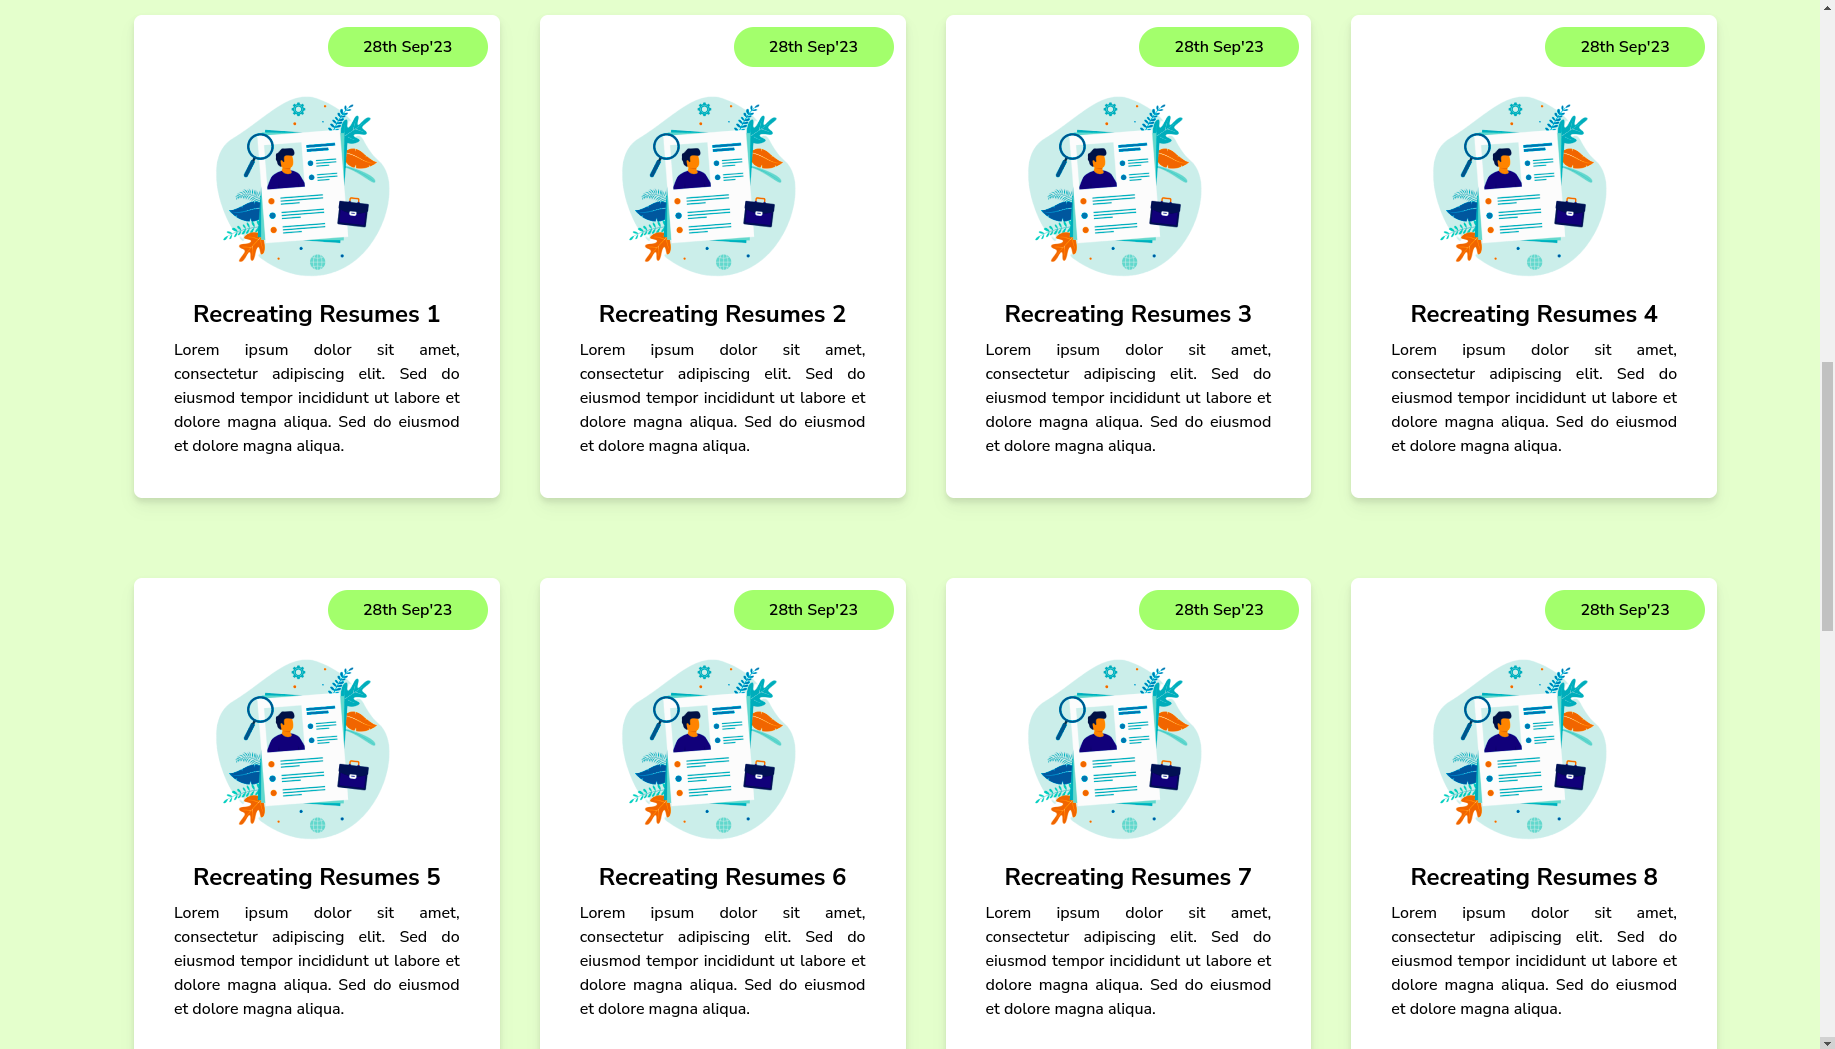 28th Sep'23
28th Sep'23
28th Sep'23
28th Sep'23
Recreating Resumes 1
Lorem ipsum dolor sit amet,
consectetur adipiscing elit. Sed do
eiusmod tempor incididunt ut labore et
dolore magna aliqua. Sed do eiusmod
et dolore magna aliqua.
Recreating Resumes 2
Lorem ipsum dolor sit amet,
consectetur adipiscing elit. Sed do
eiusmod tempor incididunt ut labore et
dolore magna aliqua. Sed do eiusmod
et dolore magna aliqua.
Recreating Resumes 3
Lorem ipsum dolor sit amet,
consectetur adipiscing elit. Sed do
eiusmod tempor incididunt ut labore et
dolore magna aliqua. Sed do eiusmod
et dolore magna aliqua.
Recreating Resumes 4
Lorem ipsum dolor sit amet,
consectetur adipiscing elit. Sed do
eiusmod tempor incididunt ut labore et
dolore magna aliqua. Sed do eiusmod
et dolore magna aliqua.
28th Sep'23
28th Sep'23
28th Sep'23
28th Sep'23
Recreating Resumes 5
Lorem ipsum dolor sit amet,
consectetur adipiscing elit. Sed do
eiusmod tempor incididunt ut labore et
dolore magna aliqua. Sed do eiusmod
et dolore magna aliqua.
Recreating Resumes 6
Lorem ipsum dolor sit amet,
consectetur adipiscing elit. Sed do
eiusmod tempor incididunt ut labore et
dolore magna aliqua. Sed do eiusmod
et dolore magna aliqua.
Recreating Resumes 7
Lorem ipsum dolor sit amet,
consectetur adipiscing elit. Sed do
eiusmod tempor incididunt ut labore et
dolore magna aliqua. Sed do eiusmod
et dolore magna aliqua.
Recreating Resumes 8
Lorem ipsum dolor sit amet,
consectetur adipiscing elit. Sed do
eiusmod tempor incididunt ut labore et
dolore magna aliqua. Sed do eiusmod
et dolore magna aliqua.